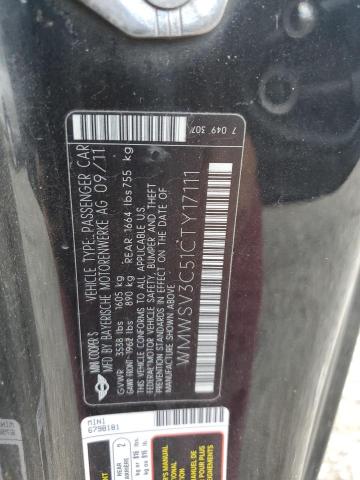 MINI COOPER S
VEHICLE TYPE: PASSENGER CAR
MFD BY BAYERISCHE MOTORENWERKE AG 09/11
GVWR 3538 lbs 1605 kg
GAWR FRONT: 1962 lbs 890 kg REAR: 1664 lbs 755 kg
THIS VEHICLE CONFORMS TO ALL APPLICABLE U.S.
FEDERAL MOTOR VEHICLE SAFETY, BUMPER AND THEFT
PREVENTION STANDARDS IN EFFECT ON THE DATE OF
MANUFACTURE SHOWN ABOVE.
WMWSV3C51CTY17111
7 049 307
MINI
6798181
REAR 2